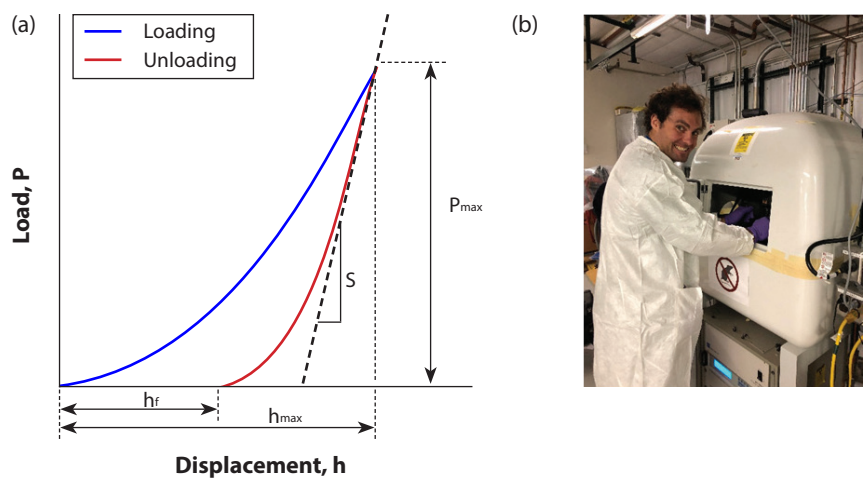 (a)
Loading
Unloading
Load, P
Pmax
S
hf
hmax
Displacement, h
(b)